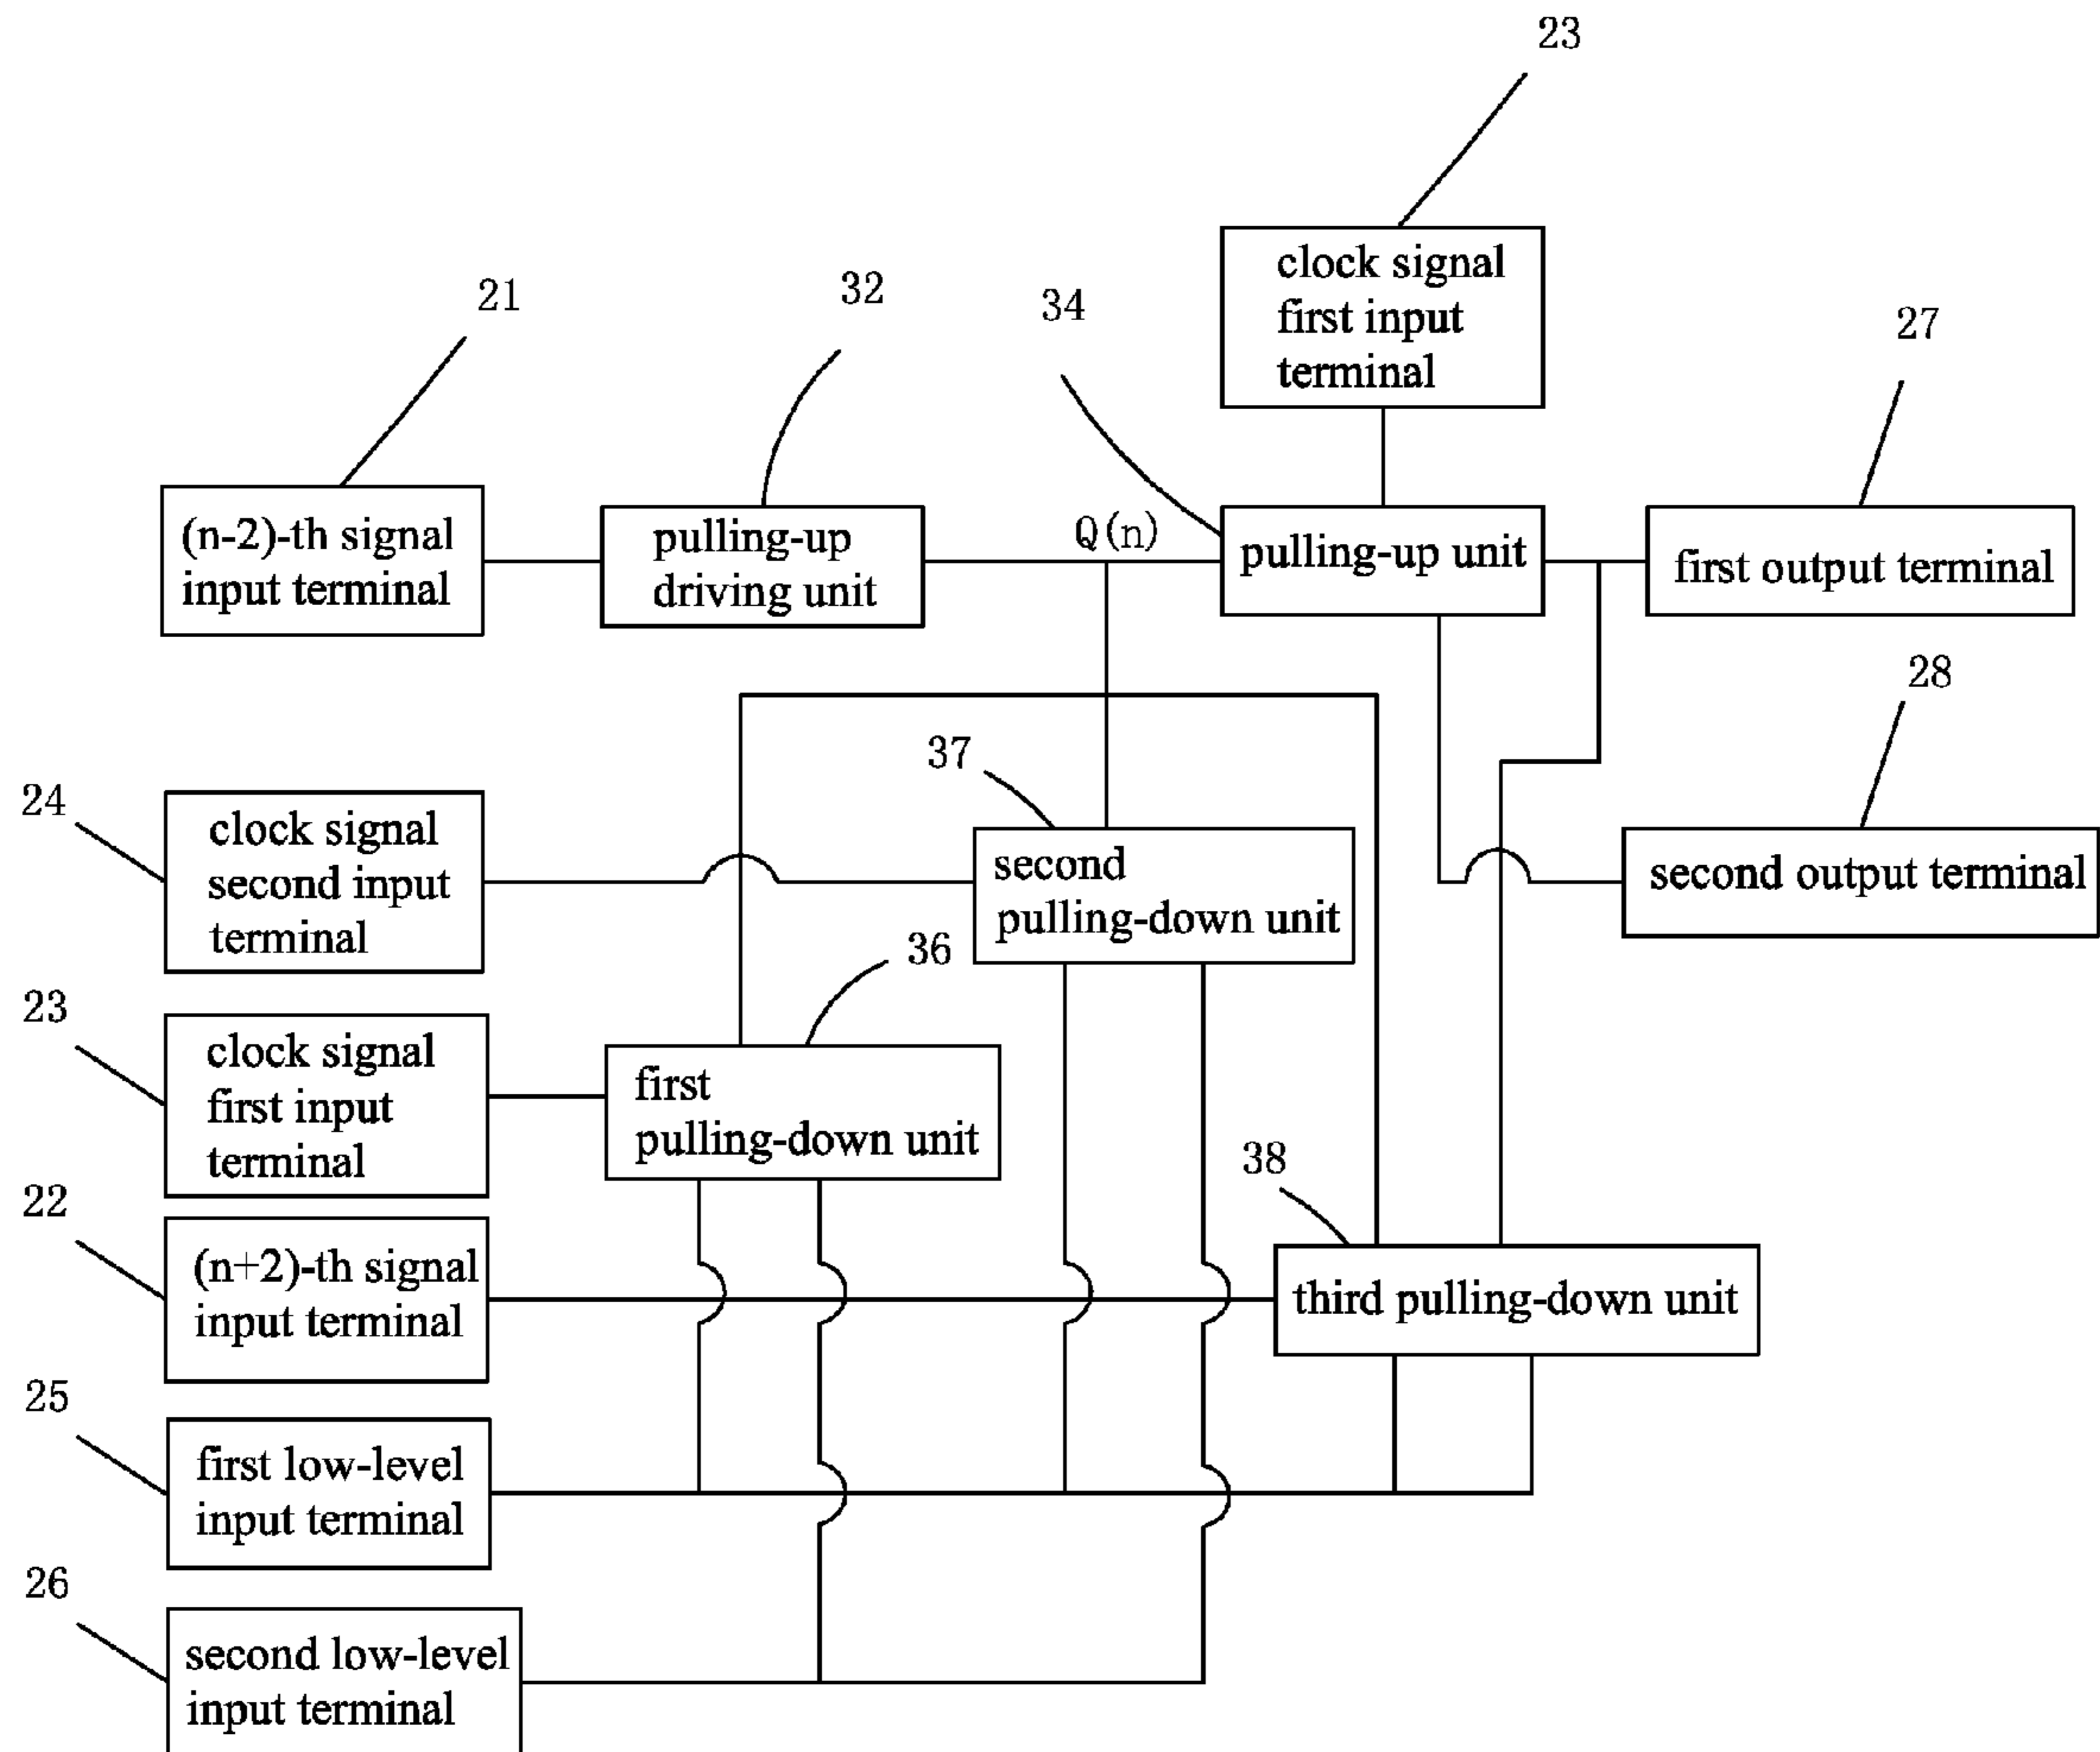 23
clock signal
first input
terminal
21
32
34
27
(n-2)-th signal
input terminal
pulling-up
driving unit
Q(n)
pulling-up unit
first output terminal
28
37
24
clock signal
second input
terminal
second
pulling-down unit
second output terminal
36
23
clock signal
first input
terminal
first
pulling-down unit
38
22
(n+2)-th signal
input terminal
third pulling-down unit
25
first low-level
input terminal
26
second low-level
input terminal